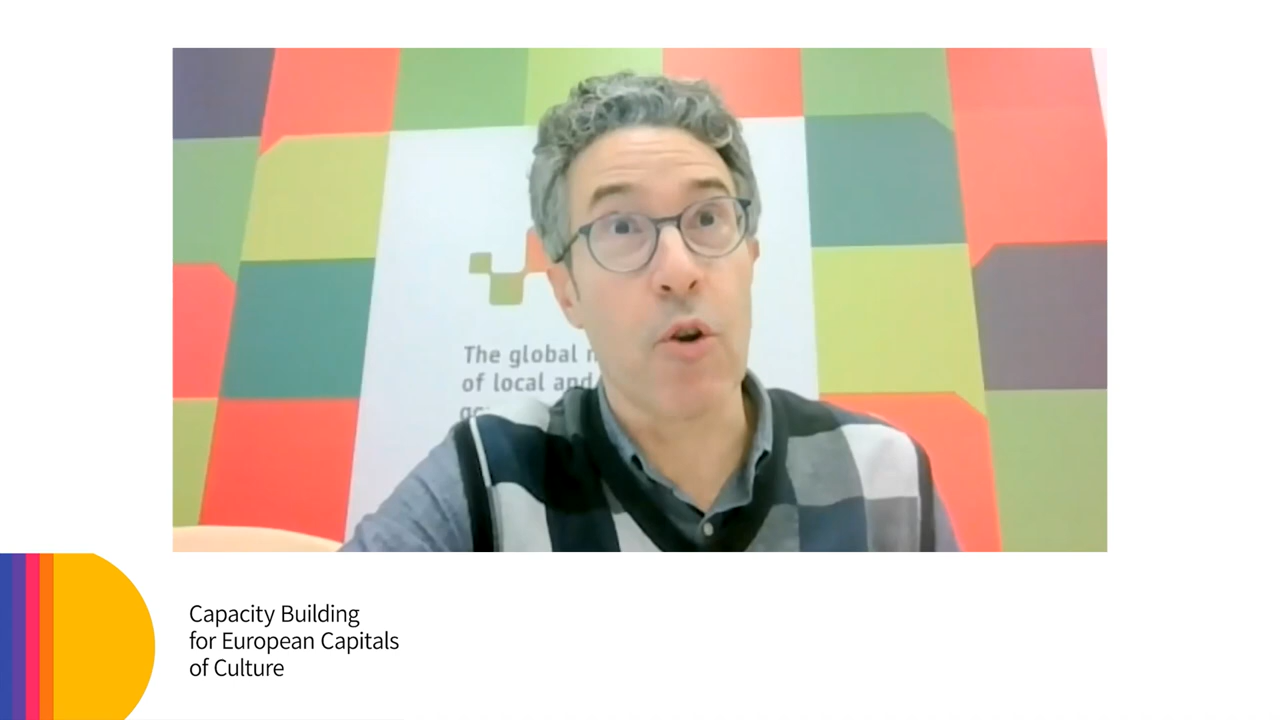 The global
of local and
Capacity Building
for European Capitals
of Culture